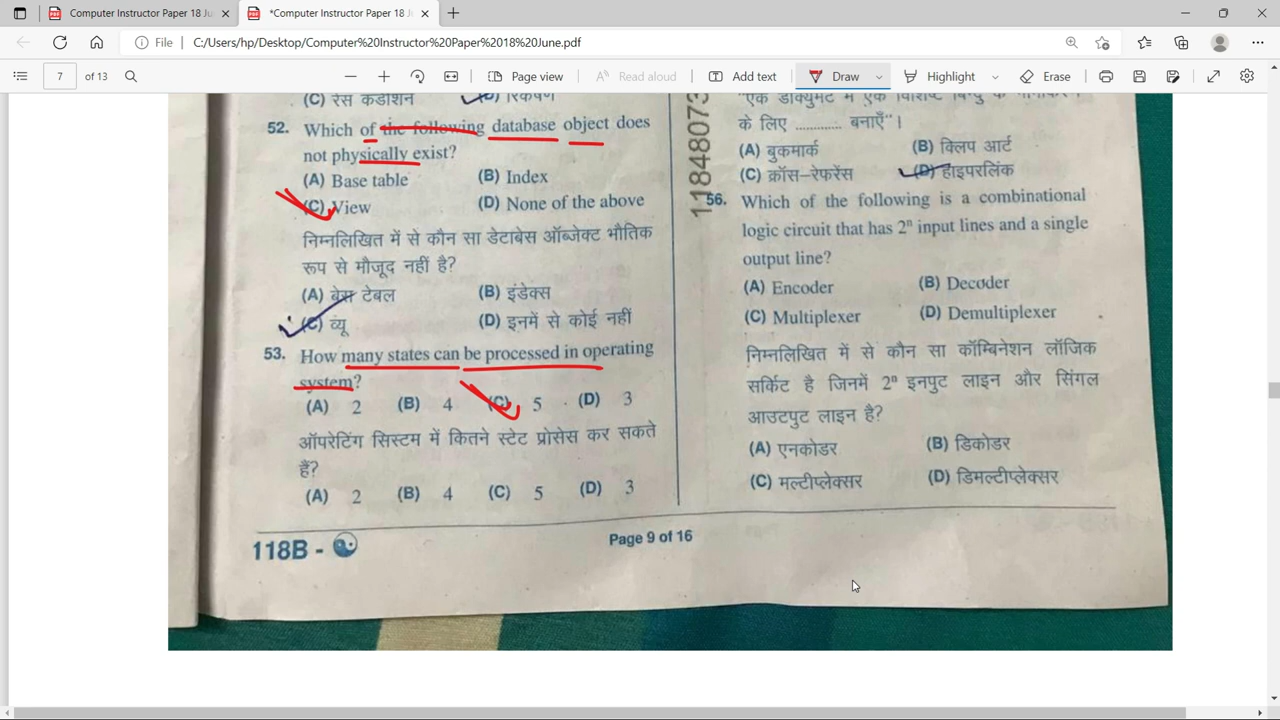 Computer Instructor Paper 18 Ju
*Computer Instructor Paper 18 J
File C:/Users/hp/Desktop/Computer%20Instructor%20Paper%2018%20June.pdf
7 of 13
Page view
Read aloud
Add text
Draw
Highlight
Erase
(C) रेस कंडीशन
52. Which of the following database object does
not physically exist?
(A) Base table (B) Index
(C) View (D) None of the above
निम्नलिखित में से कौन सा डेटाबेस ऑब्जेक्ट भौतिक
रूप से मौजूद नहीं है?
(A) बेस टेबल (B) इंडेक्स
(C) व्यू (D) इनमें से कोई नहीं
53. How many states can be processed in operating
system?
(A) 2 (B) 4 (C) 5 (D) 3
ऑपरेटिंग सिस्टम में कितने स्टेट प्रोसेस कर सकते
हैं?
(A) 2 (B) 4 (C) 5 (D) 3
118B -
Page 9 of 16
11848073
के लिए ............ बनाएँ"।
(A) बुकमार्क (B) क्लिप आर्ट
(C) क्रॉस-रेफरेंस (D) हाइपरलिंक
56. Which of the following is a combinational
logic circuit that has 2ⁿ input lines and a single
output line?
(A) Encoder (B) Decoder
(C) Multiplexer (D) Demultiplexer
निम्नलिखित में से कौन सा कॉम्बिनेशन लॉजिक
सर्किट है जिनमें 2ⁿ इनपुट लाइन और सिंगल
आउटपुट लाइन है?
(A) एनकोडर (B) डिकोडर
(C) मल्टीप्लेक्सर (D) डिमल्टीप्लेक्सर